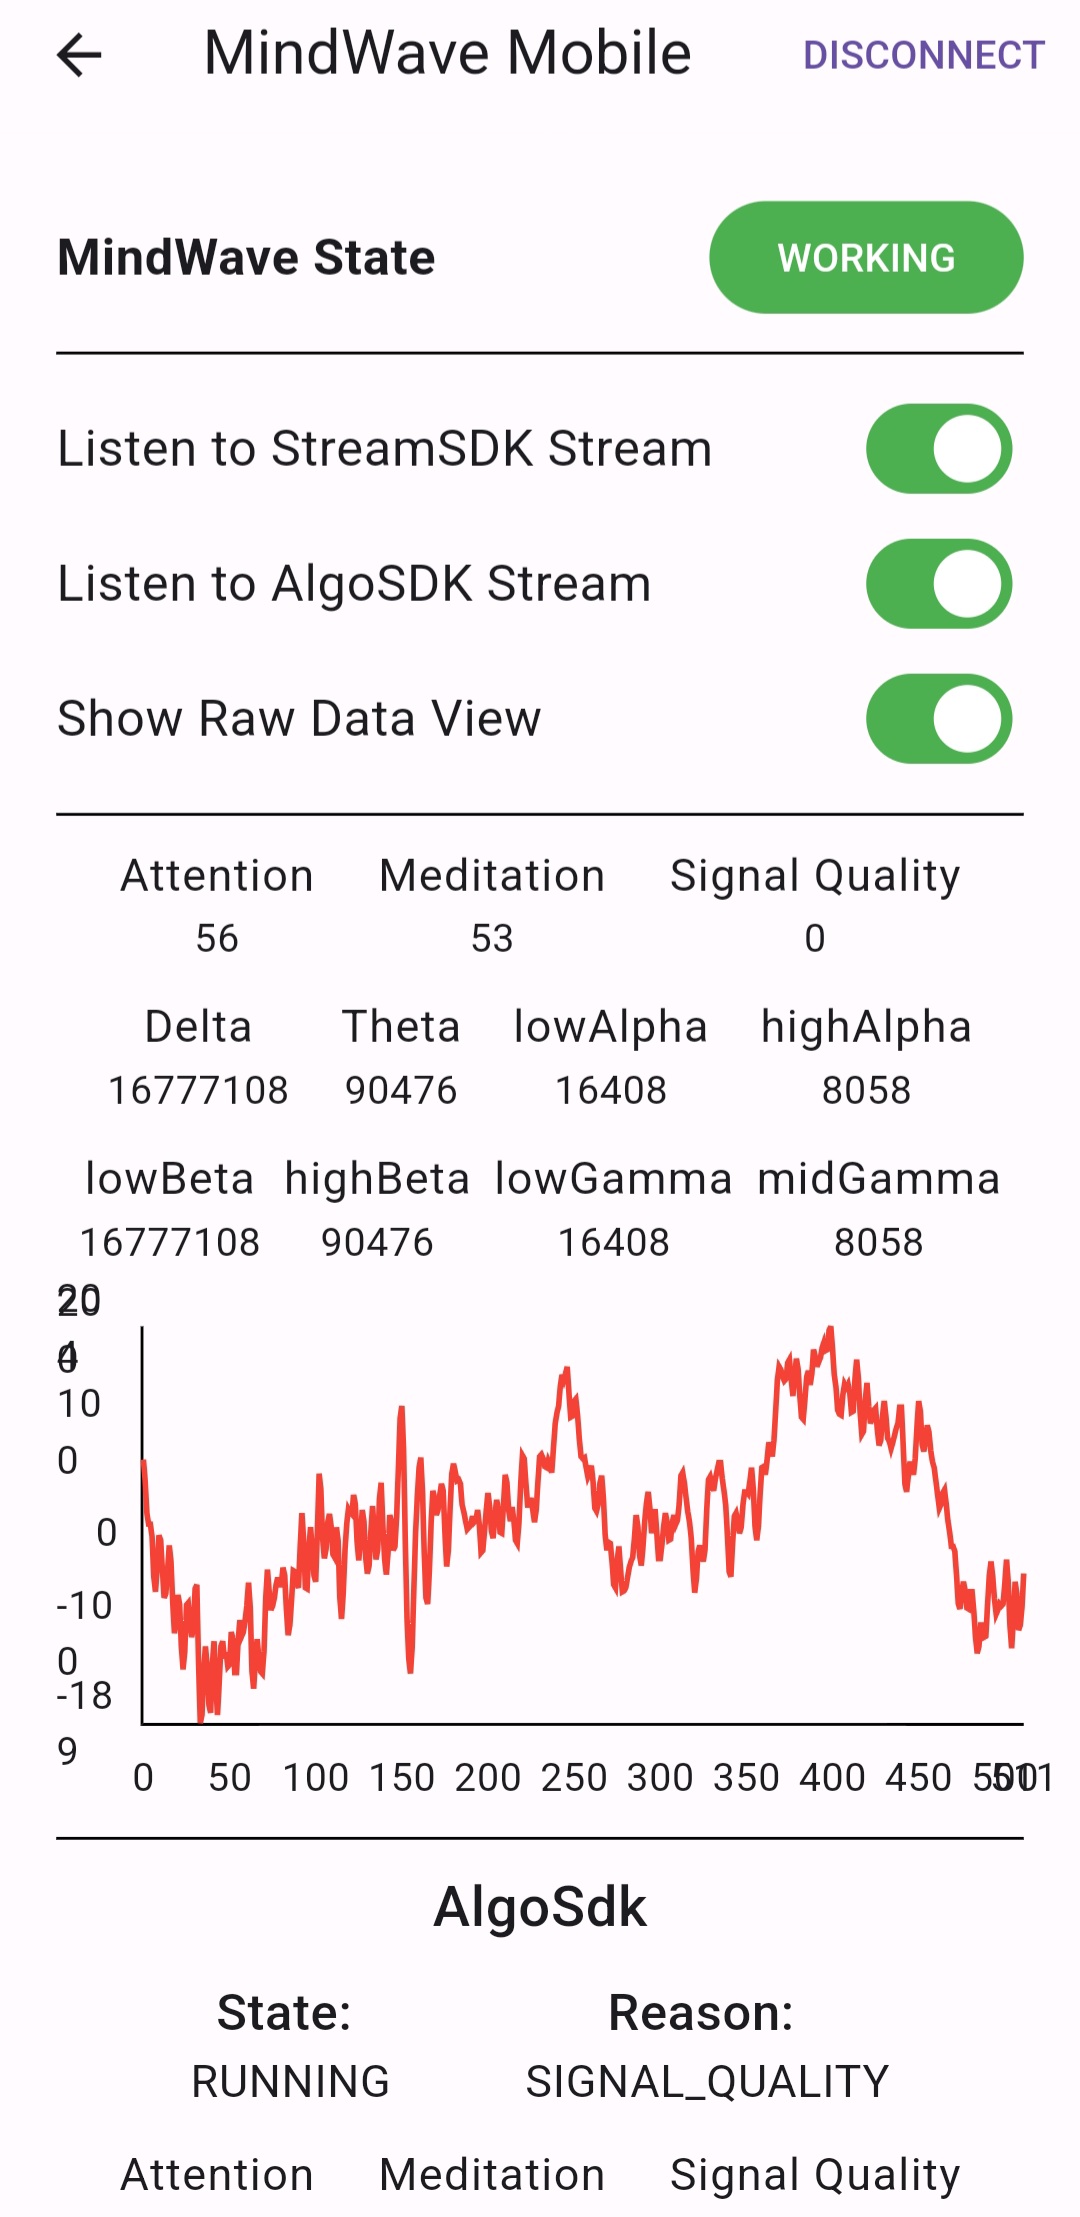 MindWave Mobile DISCONNECT
MindWave State WORKING
Listen to StreamSDK Stream
Listen to AlgoSDK Stream
Show Raw Data View
Attention Meditation Signal Quality
56 53 0
Delta Theta lowAlpha highAlpha
16777108 90476 16408 8058
lowBeta highBeta lowGamma midGamma
16777108 90476 16408 8058
20
10
0
0
-10
0
-18
9
0 50 100 150 200 250 300 350 400 450 500 511
AlgoSdk
State: Reason:
RUNNING SIGNAL_QUALITY
Attention Meditation Signal Quality